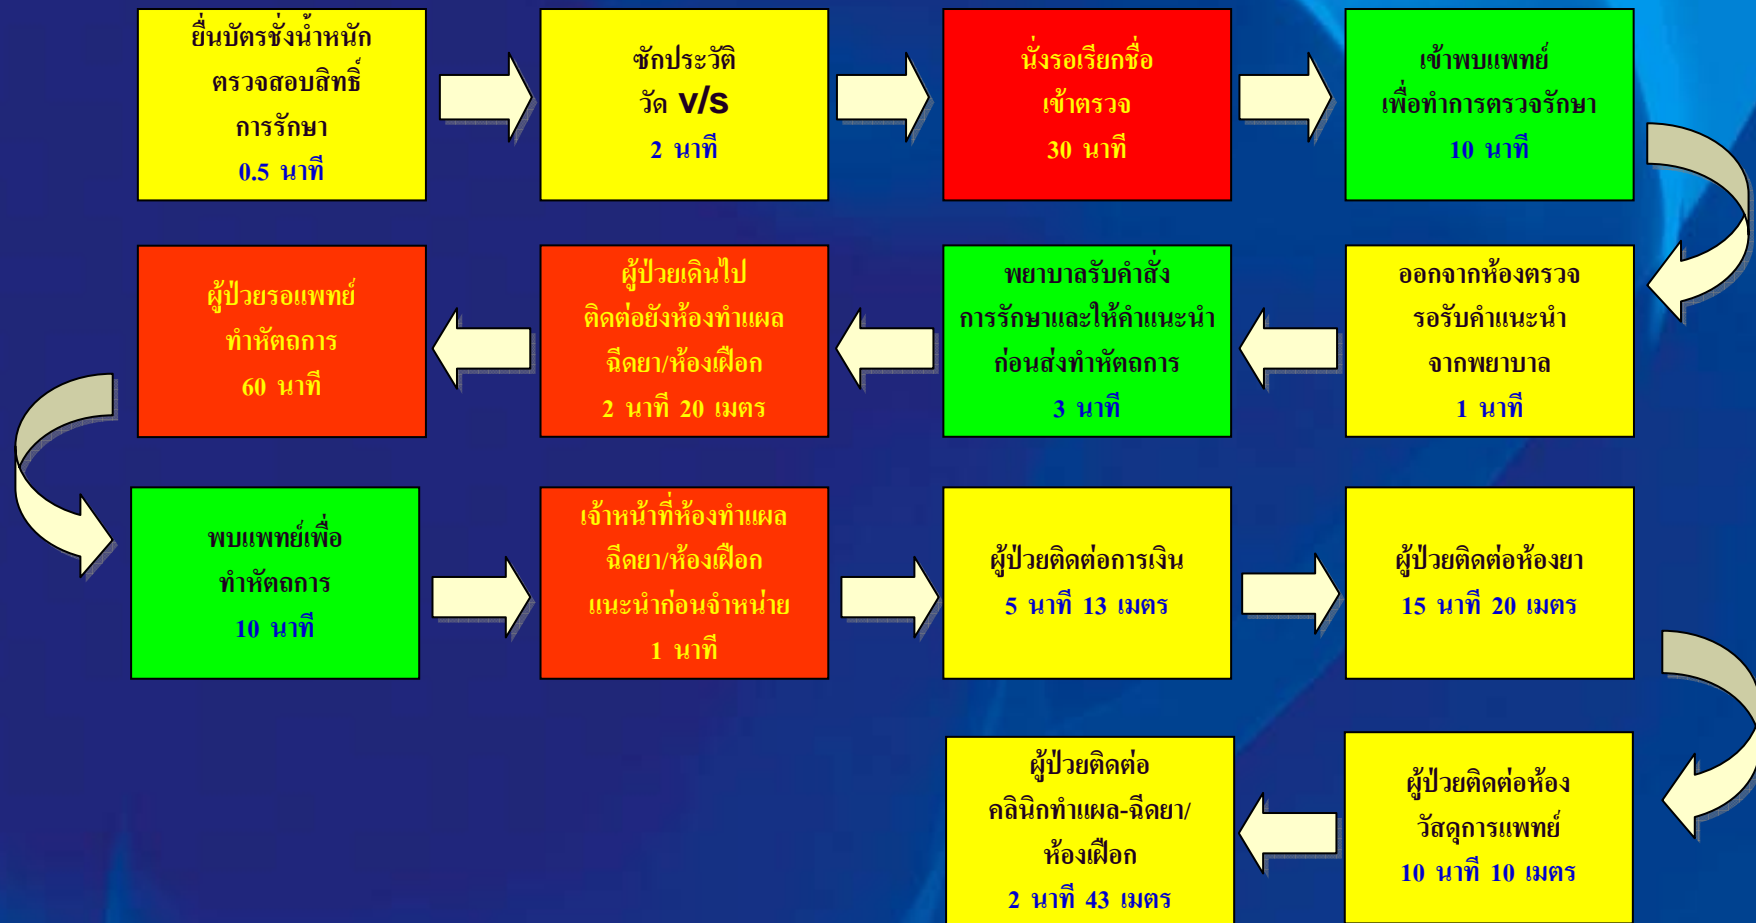 ยื่นบัตรชั่งน้ำหนัก
ตรวจสอบสิทธิ์
การรักษา
0.5 นาที
ซักประวัติ
วัด v/s
2 นาที
นั่งรอเรียกชื่อ
เข้าตรวจ
30 นาที
เข้าพบแพทย์
เพื่อทำการตรวจรักษา
10 นาที
ออกจากห้องตรวจ
รอรับคำแนะนำ
จากพยาบาล
1 นาที
พยาบาลรับคำสั่ง
การรักษาและให้คำแนะนำ
ก่อนส่งทำหัตถการ
3 นาที
ผู้ป่วยเดินไป
ติดต่อยังห้องทำแผล
ฉีดยา/ห้องเฝือก
2 นาที 20 เมตร
ผู้ป่วยรอแพทย์
ทำหัตถการ
60 นาที
พบแพทย์เพื่อ
ทำหัตถการ
10 นาที
เจ้าหน้าที่ห้องทำแผล
ฉีดยา/ห้องเฝือก
แนะนำก่อนจำหน่าย
1 นาที
ผู้ป่วยติดต่อการเงิน
5 นาที 13 เมตร
ผู้ป่วยติดต่อห้องยา
15 นาที 20 เมตร
ผู้ป่วยติดต่อห้อง
วัสดุการแพทย์
10 นาที 10 เมตร
ผู้ป่วยติดต่อ
คลินิกทำแผล-ฉีดยา/
ห้องเฝือก
2 นาที 43 เมตร